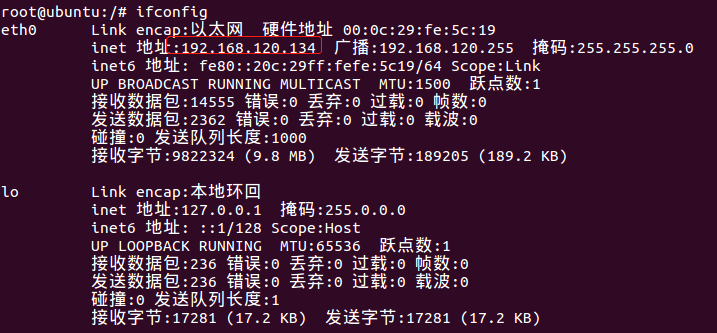 root@ubuntu:/# ifconfig
eth0 Link encap:以太网 硬件地址 00:0c:29:fe:5c:19
inet 地址:192.168.120.134 广播:192.168.120.255 掩码:255.255.255.0
inet6 地址: fe80::20c:29ff:fefe:5c19/64 Scope:Link
UP BROADCAST RUNNING MULTICAST MTU:1500 跃点数:1
接收数据包:14555 错误:0 丢弃:0 过载:0 帧数:0
发送数据包:2362 错误:0 丢弃:0 过载:0 载波:0
碰撞:0 发送队列长度:1000
接收字节:9822324 (9.8 MB) 发送字节:189205 (189.2 KB)
lo Link encap:本地环回
inet 地址:127.0.0.1 掩码:255.0.0.0
inet6 地址: ::1/128 Scope:Host
UP LOOPBACK RUNNING MTU:65536 跃点数:1
接收数据包:236 错误:0 丢弃:0 过载:0 帧数:0
发送数据包:236 错误:0 丢弃:0 过载:0 载波:0
碰撞:0 发送队列长度:1
接收字节:17281 (17.2 KB) 发送字节:17281 (17.2 KB)